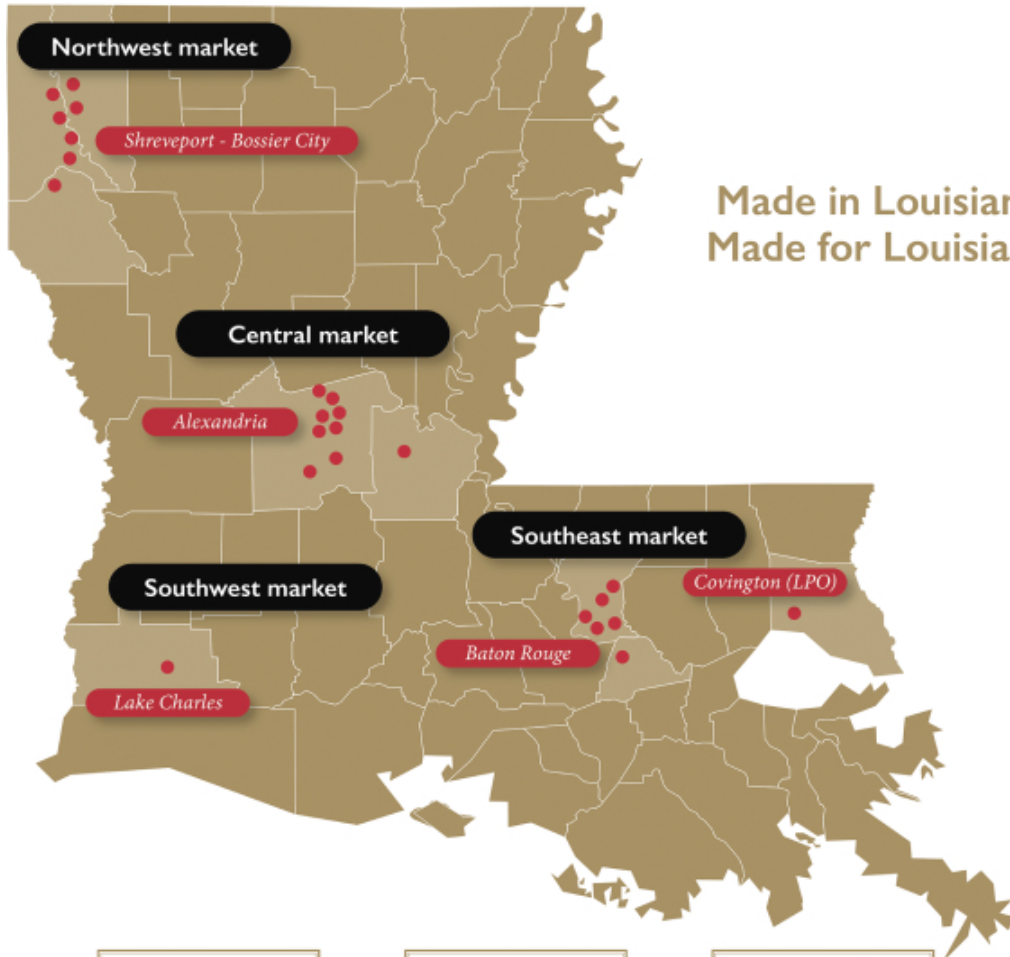 Northwest market
Shreveport - Bossier City
Made in Louisian
Made for Louisia
Central market
Alexandria
Southeast market
Covington (LPO)
Southwest market
Baton Rouge
Lake Charles